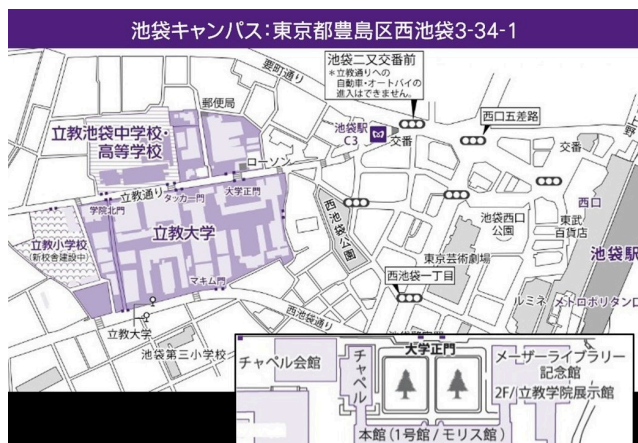 池袋キャンパス：東京都豊島区西池袋3-34-1
要町通り
池袋二又交番前
＊立教通りへの
自動車・オートバイの
進入はできません。
郵便局
池袋駅
C3
交番
西口五差路
立教池袋中学校・
高等学校
ローソン
交番
立教通り
タッカー門
大学正門
学院北門
西口
立教小学校
(新校舎建設中)
立教大学
西池袋公園
池袋西口
公園
東武
百貨店
東京芸術劇場
池袋駅
マキム門
西池袋一丁目
ルミネ
メトロポリタン口
西池袋通り
立教大学
池袋第三小学校
大学正門
チャペル会館
チャペル
メーザーライブラリー
記念館
2F/立教学院展示館
本館(1号館/モリス館)